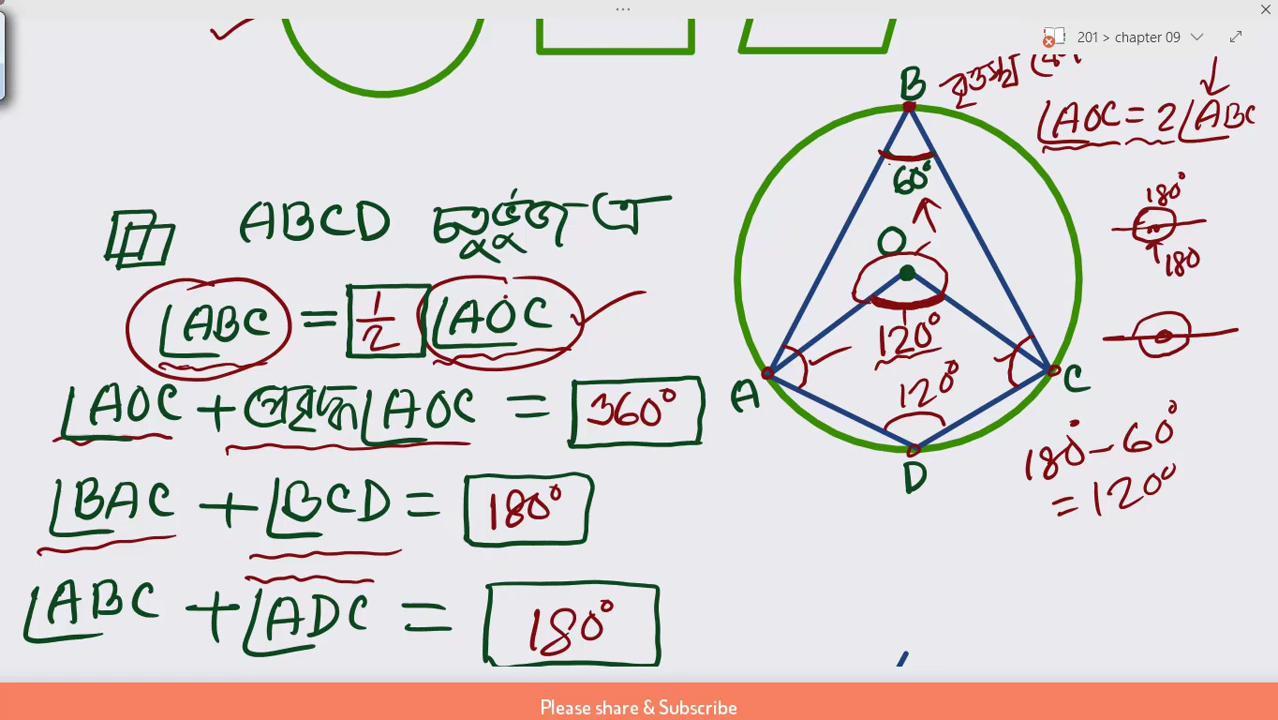 201 > chapter 09
B
∠AOC = 2∠ABC
60°
180°
ABCD
O
180
∠ABC = 1/2 ∠AOC
120°
A
120°
C
∠AOC + প্রবৃদ্ধ ∠AOC = 360°
180° - 60°
D
= 120°
∠BAC + ∠BCD = 180°
∠ABC + ∠ADC = 180°
Please share & Subscribe